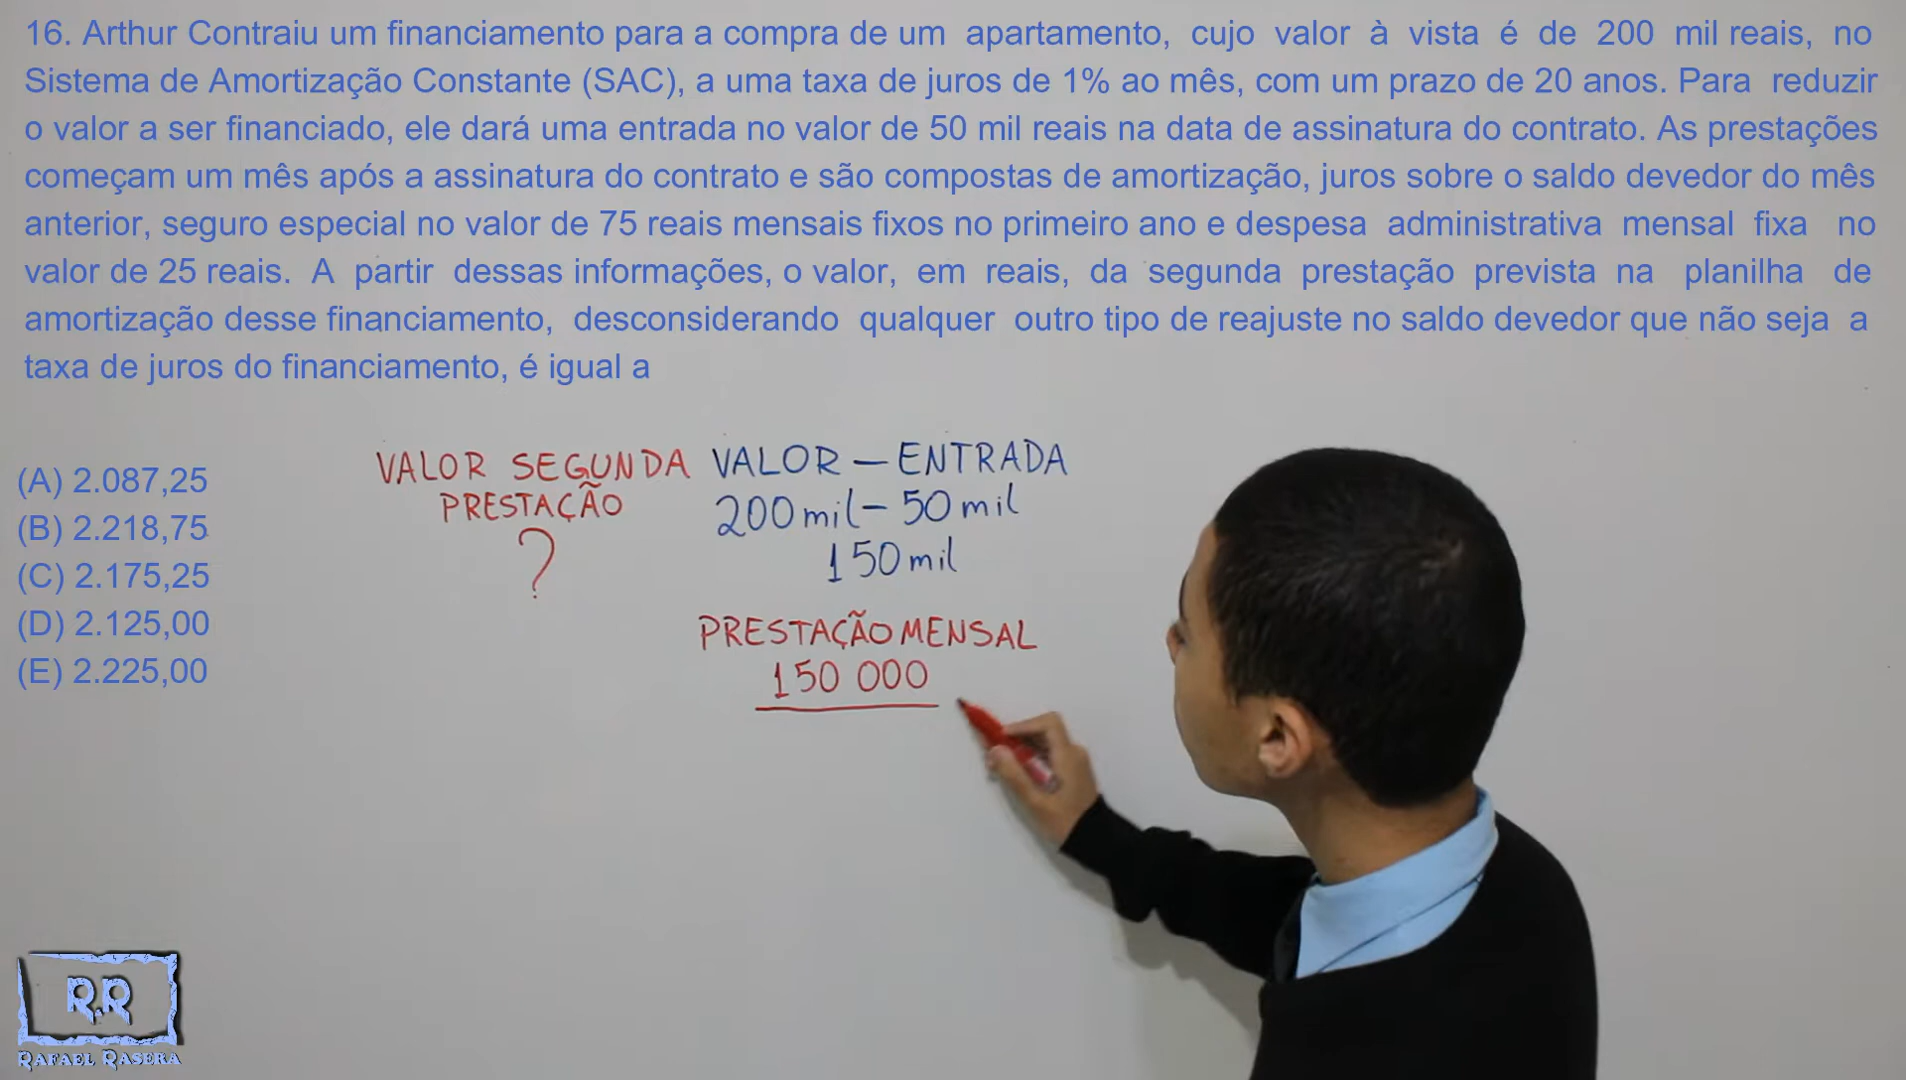 16. Arthur Contraiu um financiamento para a compra de um apartamento, cujo valor à vista é de 200 mil reais, no
Sistema de Amortização Constante (SAC), a uma taxa de juros de 1% ao mês, com um prazo de 20 anos. Para reduzir
o valor a ser financiado, ele dará uma entrada no valor de 50 mil reais na data de assinatura do contrato. As prestações
começam um mês após a assinatura do contrato e são compostas de amortização, juros sobre o saldo devedor do mês
anterior, seguro especial no valor de 75 reais mensais fixos no primeiro ano e despesa administrativa mensal fixa no
valor de 25 reais. A partir dessas informações, o valor, em reais, da segunda prestação prevista na planilha de
amortização desse financiamento, desconsiderando qualquer outro tipo de reajuste no saldo devedor que não seja a
taxa de juros do financiamento, é igual a
(A) 2.087,25
(B) 2.218,75
(C) 2.175,25
(D) 2.125,00
(E) 2.225,00
VALOR SEGUNDA
PRESTAÇÃO
?
VALOR – ENTRADA
200 mil – 50 mil
150 mil
PRESTAÇÃO MENSAL
150 000
R.R
RAFAEL RASERA